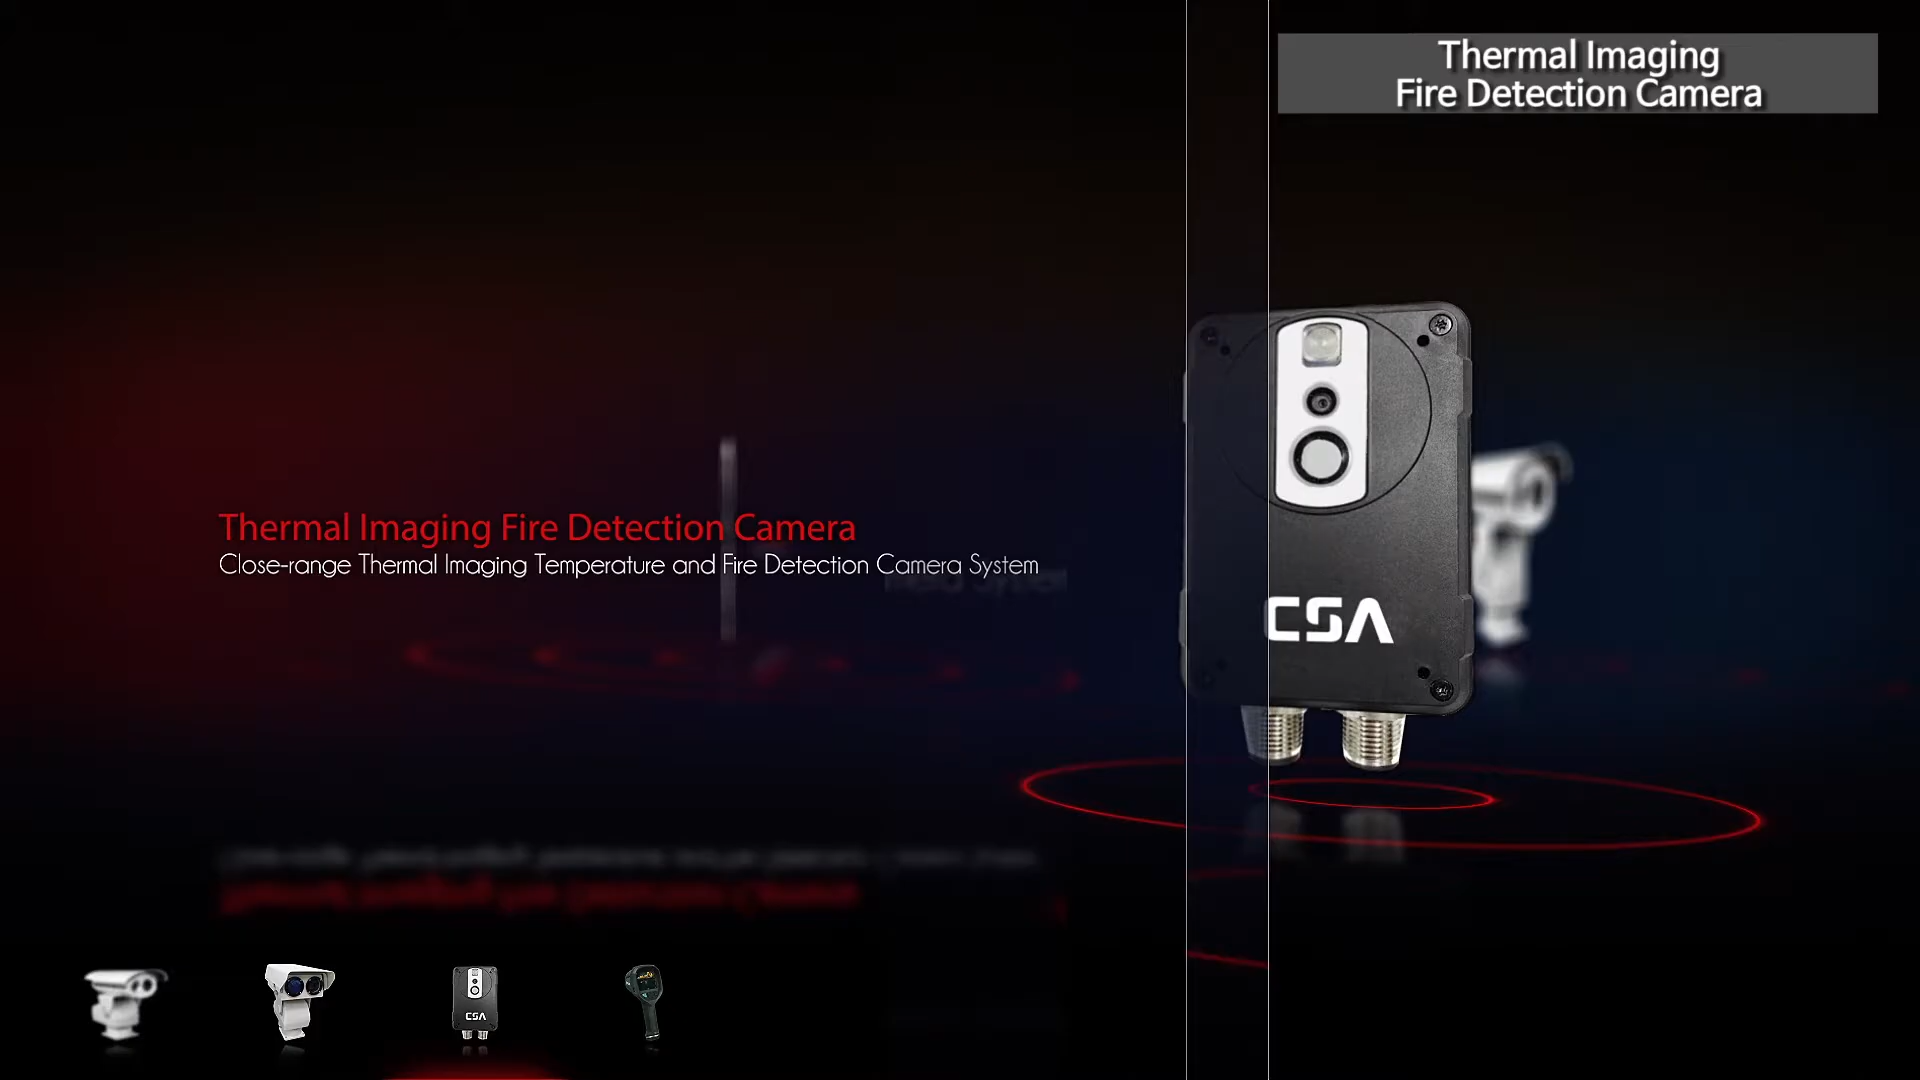 Thermal Imaging
Fire Detection Camera
Thermal Imaging Fire Detection Camera
Close-range Thermal Imaging Temperature and Fire Detection Camera System
CSA
CSA